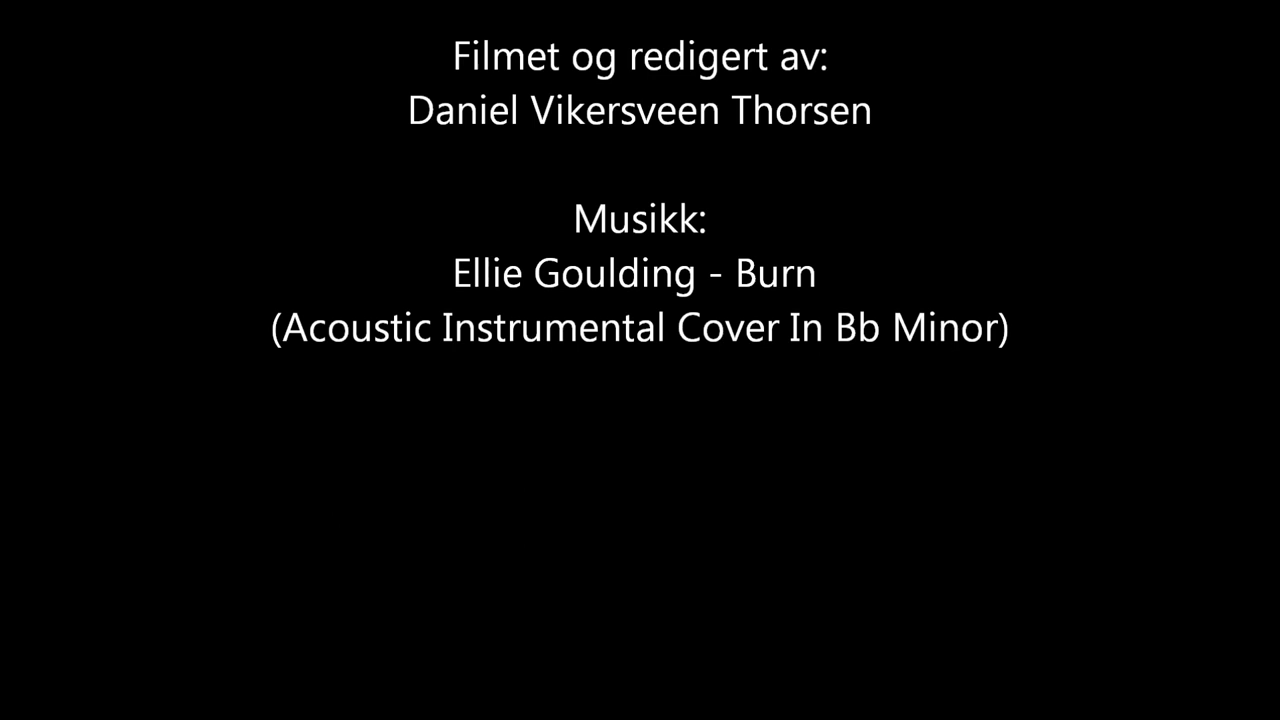 Filmet og redigert av:
Daniel Vikersveen Thorsen
Musikk:
Ellie Goulding - Burn
(Acoustic Instrumental Cover In Bb Minor)